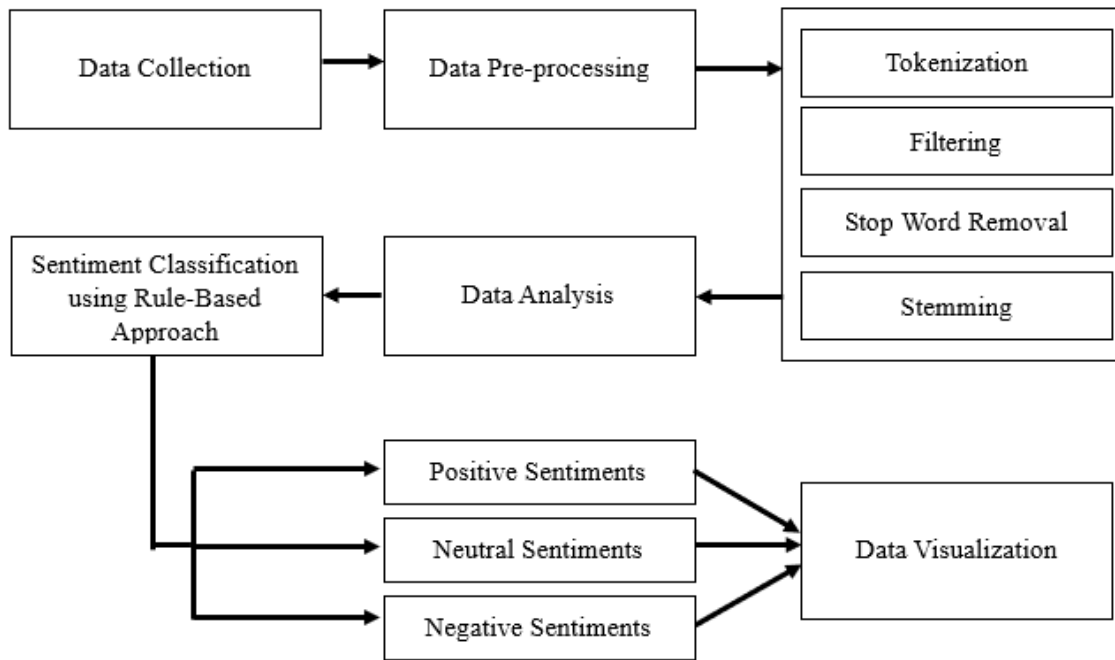 Data Collection
Data Pre-processing
Tokenization
Filtering
Stop Word Removal
Stemming
Data Analysis
Sentiment Classification
using Rule-Based
Approach
Positive Sentiments
Neutral Sentiments
Negative Sentiments
Data Visualization